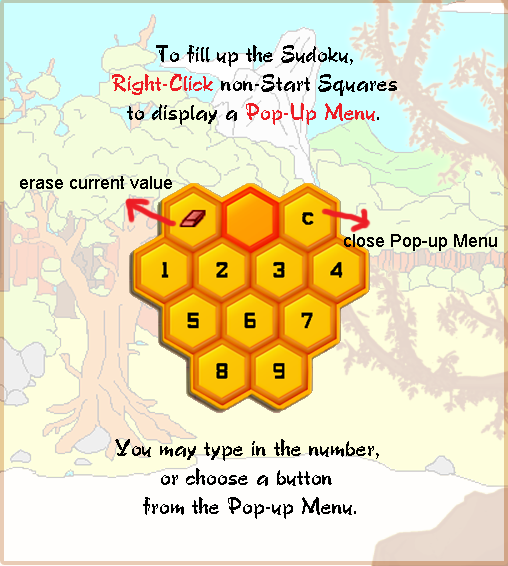 To fill up the Sudoku,
Right-Click non-Start Squares
to display a Pop-Up Menu.
erase current value
c
close Pop-up Menu
1 2 3 4
5 6 7
8 9
You may type in the number,
or choose a button
from the Pop-up Menu.